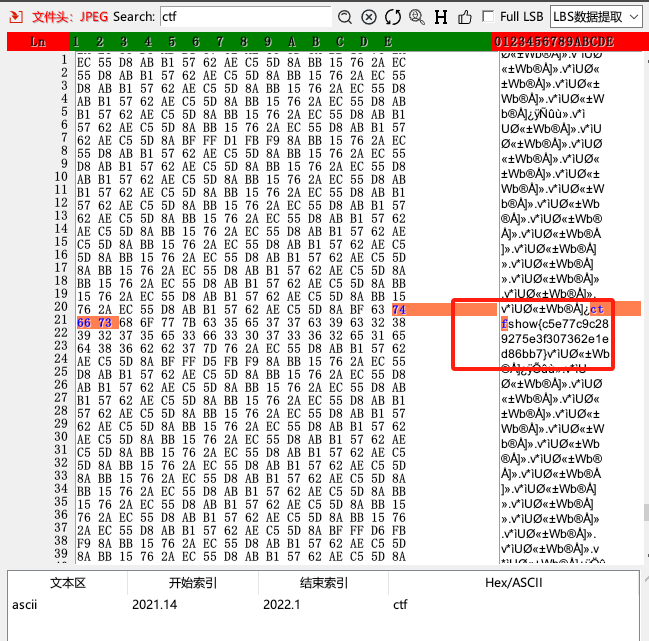 文件头: JPEG Search: ctf Full LSB LBS数据提取
Ln 1 2 3 4 5 6 7 8 9 A B C D E 0123456789ABCDE
1 EC 55 D8 AB B1 57 62 AE C5 5D 8A BB 15 76 2A EC
2 55 D8 AB B1 57 62 AE C5 5D 8A BB 15 76 2A EC 55
3 D8 AB B1 57 62 AE C5 5D 8A BB 15 76 2A EC 55 D8
4 AB B1 57 62 AE C5 5D 8A BB 15 76 2A EC 55 D8 AB
5 B1 57 62 AE C5 5D 8A BB 15 76 2A EC 55 D8 AB B1
6 57 62 AE C5 5D 8A BB 15 76 2A EC 55 D8 AB B1 57
7 62 AE C5 5D 8A BF FF D1 FB F9 8A BB 15 76 2A EC
8 55 D8 AB B1 57 62 AE C5 5D 8A BB 15 76 2A EC 55
9 D8 AB B1 57 62 AE C5 5D 8A BB 15 76 2A EC 55 D8
10 AB B1 57 62 AE C5 5D 8A BB 15 76 2A EC 55 D8 AB
11 B1 57 62 AE C5 5D 8A BB 15 76 2A EC 55 D8 AB B1
12 57 62 AE C5 5D 8A BB 15 76 2A EC 55 D8 AB B1 57
13 62 AE C5 5D 8A BB 15 76 2A EC 55 D8 AB B1 57 62
14 AE C5 5D 8A BB 15 76 2A EC 55 D8 AB B1 57 62 AE
15 C5 5D 8A BB 15 76 2A EC 55 D8 AB B1 57 62 AE C5
16 5D 8A BB 15 76 2A EC 55 D8 AB B1 57 62 AE C5 5D
17 8A BB 15 76 2A EC 55 D8 AB B1 57 62 AE C5 5D 8A
18 BB 15 76 2A EC 55 D8 AB B1 57 62 AE C5 5D 8A BB
19 15 76 2A EC 55 D8 AB B1 57 62 AE C5 5D 8A BB 15
20 76 2A EC 55 D8 AB B1 57 62 AE C5 5D 8A BF 63 74 v*ìUØ«±Wb®Å]¿ct
21 66 73 68 6F 77 7B 63 35 65 37 37 63 39 63 32 38 fshow{c5e77c9c28
22 39 32 37 35 65 33 66 33 30 37 33 36 32 65 31 65 9275e3f307362e1e
23 64 38 36 62 62 37 7D 76 2A EC 55 D8 AB B1 57 62 d86bb7}v*ìUØ«±Wb
24 AE C5 5D 8A BF FF D5 FB F9 8A BB 15 76 2A EC 55
25 D8 AB B1 57 62 AE C5 5D 8A BB 15 76 2A EC 55 D8
26 AB B1 57 62 AE C5 5D 8A BB 15 76 2A EC 55 D8 AB
27 B1 57 62 AE C5 5D 8A BB 15 76 2A EC 55 D8 AB B1
28 57 62 AE C5 5D 8A BB 15 76 2A EC 55 D8 AB B1 57
29 62 AE C5 5D 8A BB 15 76 2A EC 55 D8 AB B1 57 62
30 AE C5 5D 8A BB 15 76 2A EC 55 D8 AB B1 57 62 AE
31 C5 5D 8A BB 15 76 2A EC 55 D8 AB B1 57 62 AE C5
32 5D 8A BB 15 76 2A EC 55 D8 AB B1 57 62 AE C5 5D
33 8A BB 15 76 2A EC 55 D8 AB B1 57 62 AE C5 5D 8A
34 BB 15 76 2A EC 55 D8 AB B1 57 62 AE C5 5D 8A BB
35 15 76 2A EC 55 D8 AB B1 57 62 AE C5 5D 8A BB 15
36 76 2A EC 55 D8 AB B1 57 62 AE C5 5D 8A BB 15 76
37 2A EC 55 D8 AB B1 57 62 AE C5 5D 8A BF FF D6 FB
38 F9 8A BB 15 76 2A EC 55 D8 AB B1 57 62 AE C5 5D
39 8A BB 15 76 2A EC 55 D8 AB B1 57 62 AE C5 5D 8A
文本区 开始索引 结束索引 Hex/ASCII
ascii 2021.14 2022.1 ctf